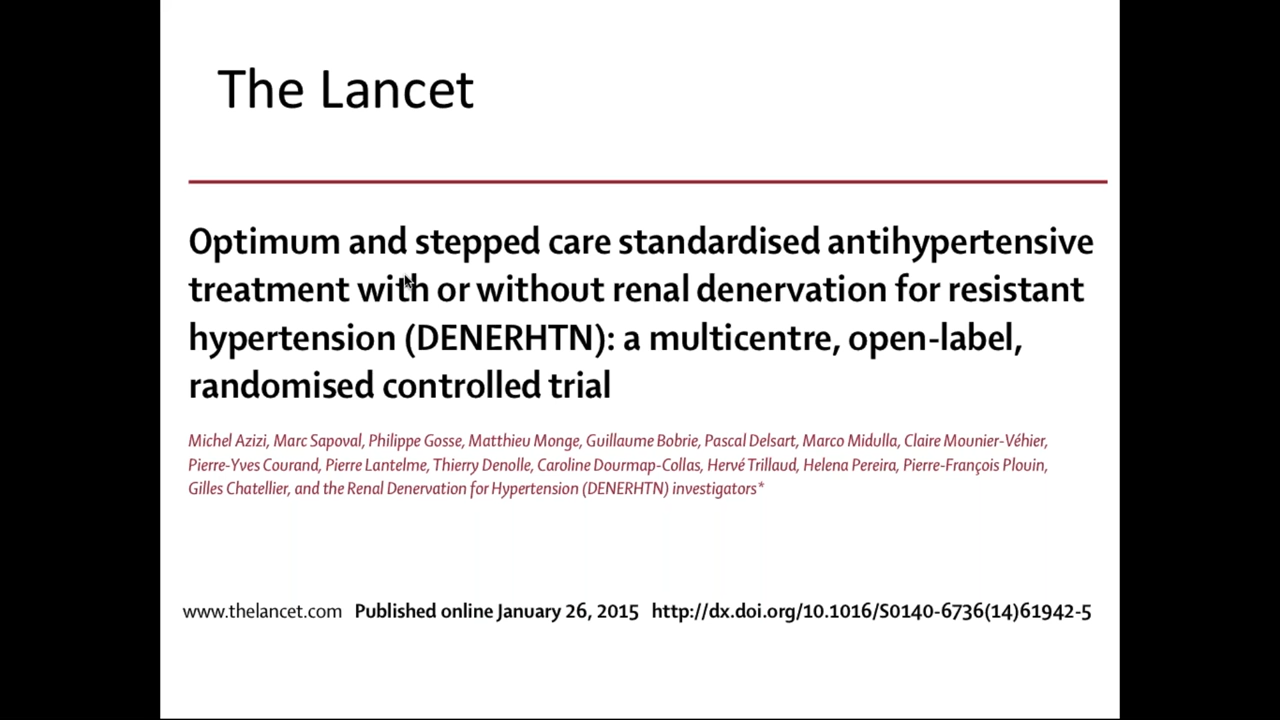 The Lancet
Optimum and stepped care standardised antihypertensive
treatment with or without renal denervation for resistant
hypertension (DENERHTN): a multicentre, open-label,
randomised controlled trial
Michel Azizi, Marc Sapoval, Philippe Gosse, Matthieu Monge, Guillaume Bobrie, Pascal Delsart, Marco Midulla, Claire Mounier-Véhier,
Pierre-Yves Courand, Pierre Lantelme, Thierry Denolle, Caroline Dourmap-Collas, Hervé Trillaud, Helena Pereira, Pierre-François Plouin,
Gilles Chatellier, and the Renal Denervation for Hypertension (DENERHTN) investigators*
www.thelancet.com Published online January 26, 2015 http://dx.doi.org/10.1016/S0140-6736(14)61942-5